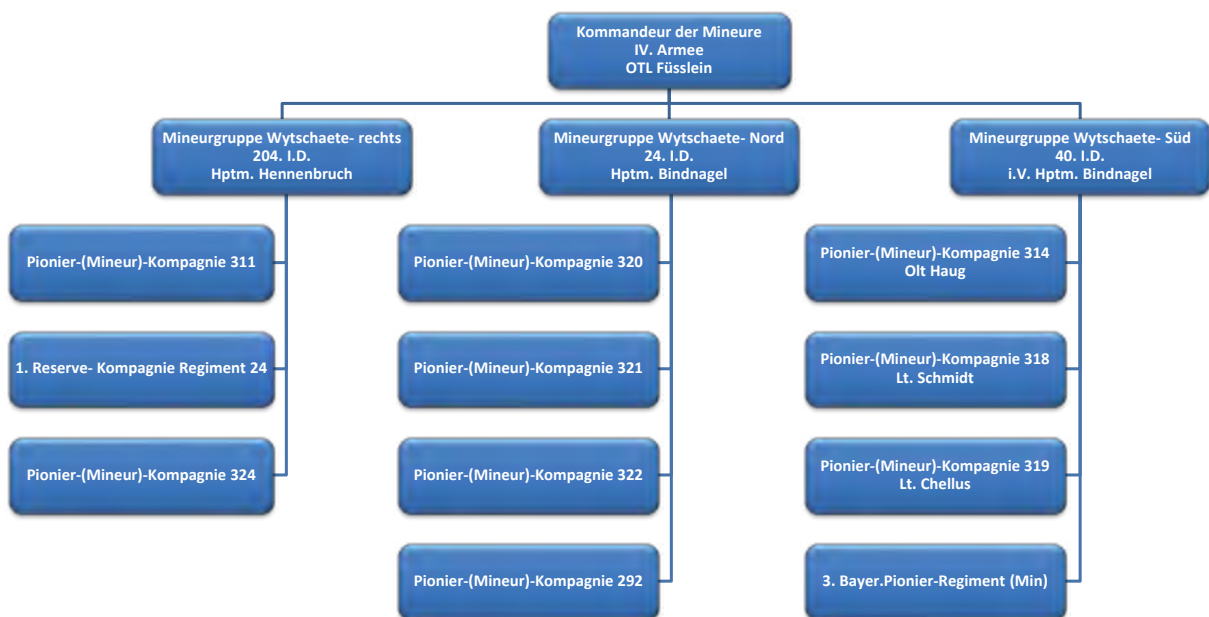 Kommandeur der Mineure
IV. Armee
OTL Füsslein
Mineurgruppe Wytschaete- rechts
204. I.D.
Hptm. Hennenbruch
Pionier-(Mineur)-Kompagnie 311
1. Reserve- Kompagnie Regiment 24
Pionier-(Mineur)-Kompagnie 324
Mineurgruppe Wytschaete- Nord
24. I.D.
Hptm. Bindnagel
Pionier-(Mineur)-Kompagnie 320
Pionier-(Mineur)-Kompagnie 321
Pionier-(Mineur)-Kompagnie 322
Pionier-(Mineur)-Kompagnie 292
Mineurgruppe Wytschaete- Süd
40. I.D.
i.V. Hptm. Bindnagel
Pionier-(Mineur)-Kompagnie 314
Olt Haug
Pionier-(Mineur)-Kompagnie 318
Lt. Schmidt
Pionier-(Mineur)-Kompagnie 319
Lt. Chellus
3. Bayer.Pionier-Regiment (Min)